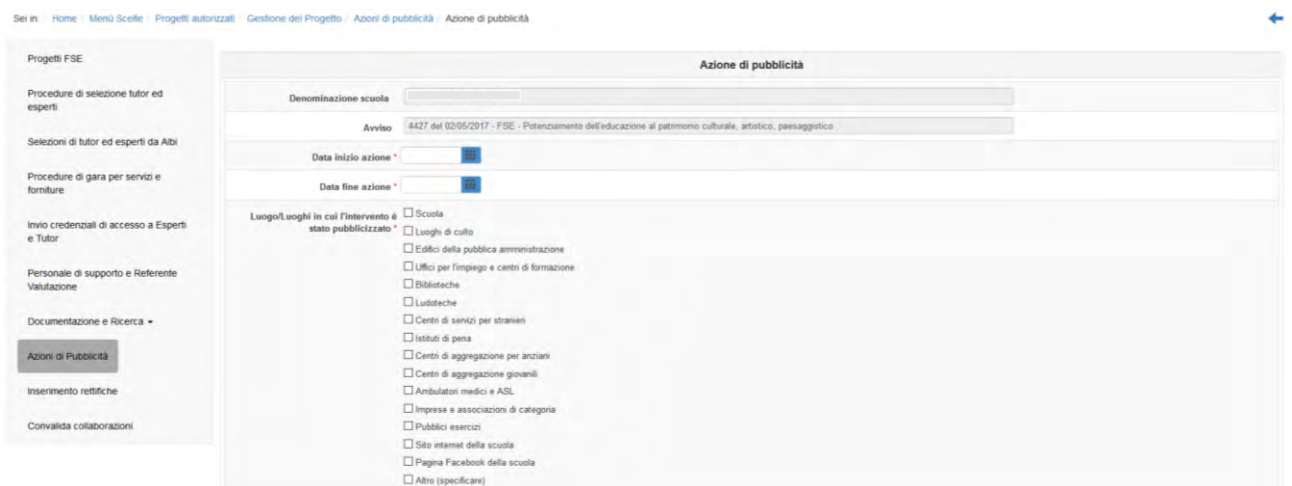 Sei in: Home / Menù Scelte / Progetti autorizzati / Gestione del Progetto / Azioni di pubblicità / Azione di pubblicità
Progetti FSE
Procedure di selezione tutor ed
esperti
Selezioni di tutor ed esperti da Albi
Procedure di gara per servizi e
forniture
Invio credenziali di accesso a Esperti
e Tutor
Personale di supporto e Referente
Valutazione
Documentazione e Ricerca
Azioni di Pubblicità
Inserimento rettifiche
Convalida collaborazioni
Azione di pubblicità
Denominazione scuola
Avviso 4427 del 02/05/2017 - FSE - Potenziamento dell'educazione al patrimonio culturale, artistico, paesaggistico
Data inizio azione *
Data fine azione *
Luogo/Luoghi in cui l'intervento è
stato pubblicizzato *
Scuola
Luoghi di culto
Edifici della pubblica amministrazione
Uffici per l'impiego e centri di formazione
Biblioteche
Ludoteche
Centri di servizi per stranieri
Istituti di pena
Centri di aggregazione per anziani
Centri di aggregazione giovanili
Ambulatori medici e ASL
Imprese e associazioni di categoria
Pubblici esercizi
Sito internet della scuola
Pagina Facebook della scuola
Altro (specificare)